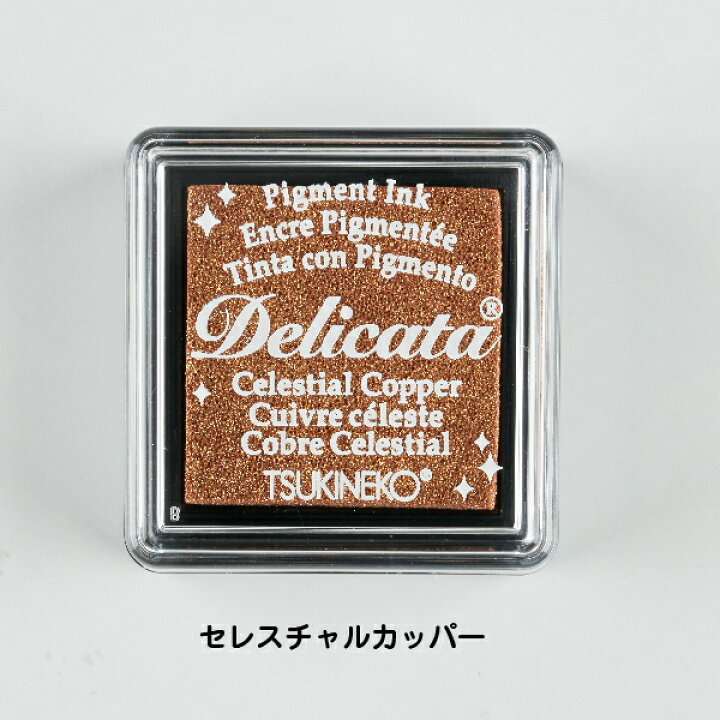 Pigment Ink
Encre Pigmentée
Tinta con Pigmento
Delicata®
Celestial Copper
Cuivre céleste
Cobre Celestial
TSUKINEKO®
セレスチャルカッパー